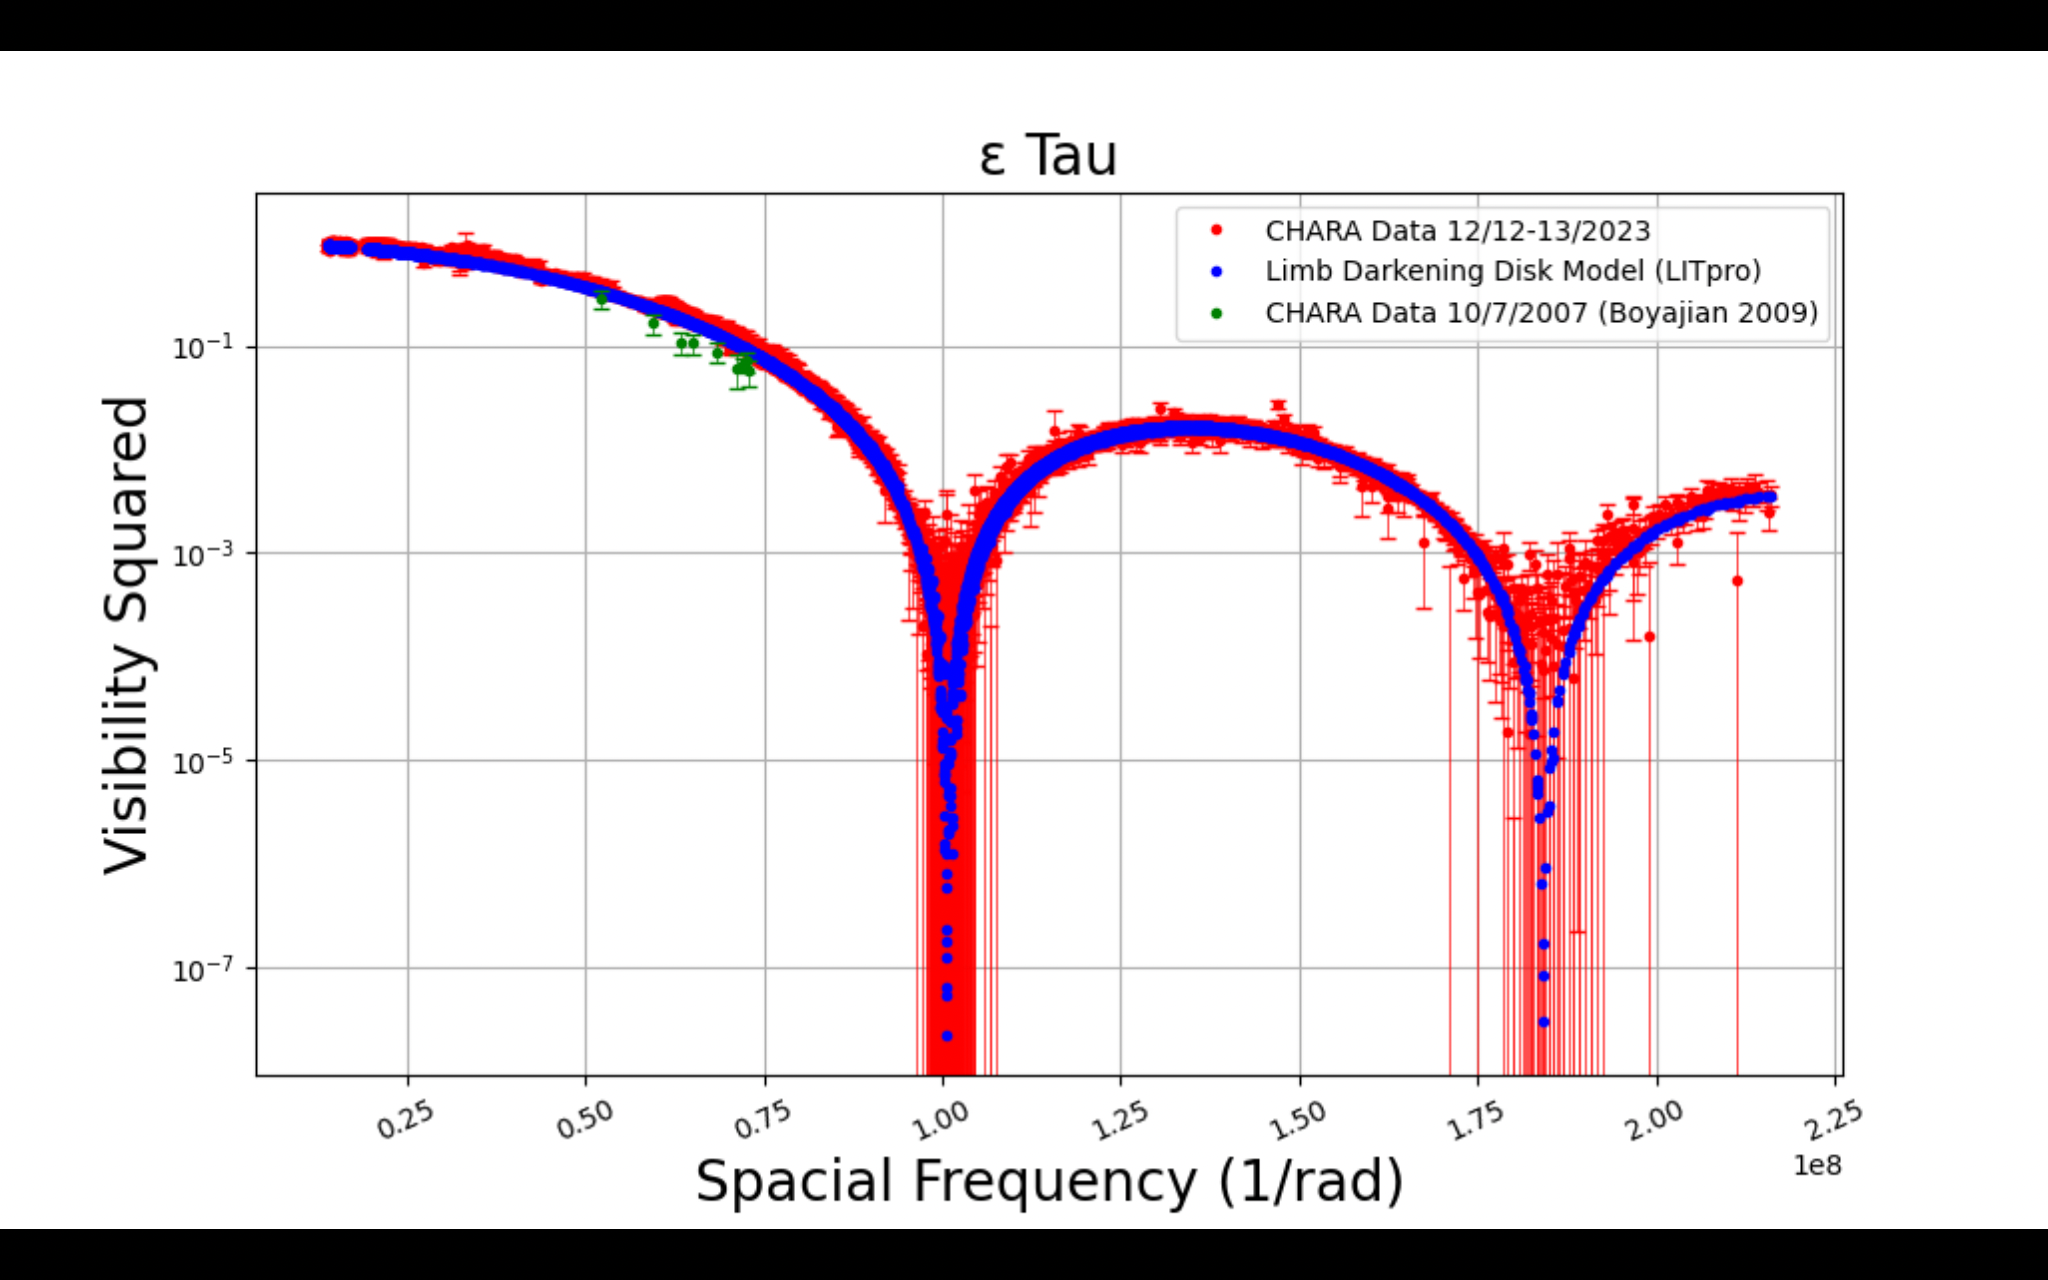 ε Tau
CHARA Data 12/12-13/2023
Limb Darkening Disk Model (LITpro)
CHARA Data 10/7/2007 (Boyajian 2009)
Visibility Squared
10⁻¹
10⁻³
10⁻⁵
10⁻⁷
0.25 0.50 0.75 1.00 1.25 1.50 1.75 2.00 2.25
1e8
Spacial Frequency (1/rad)